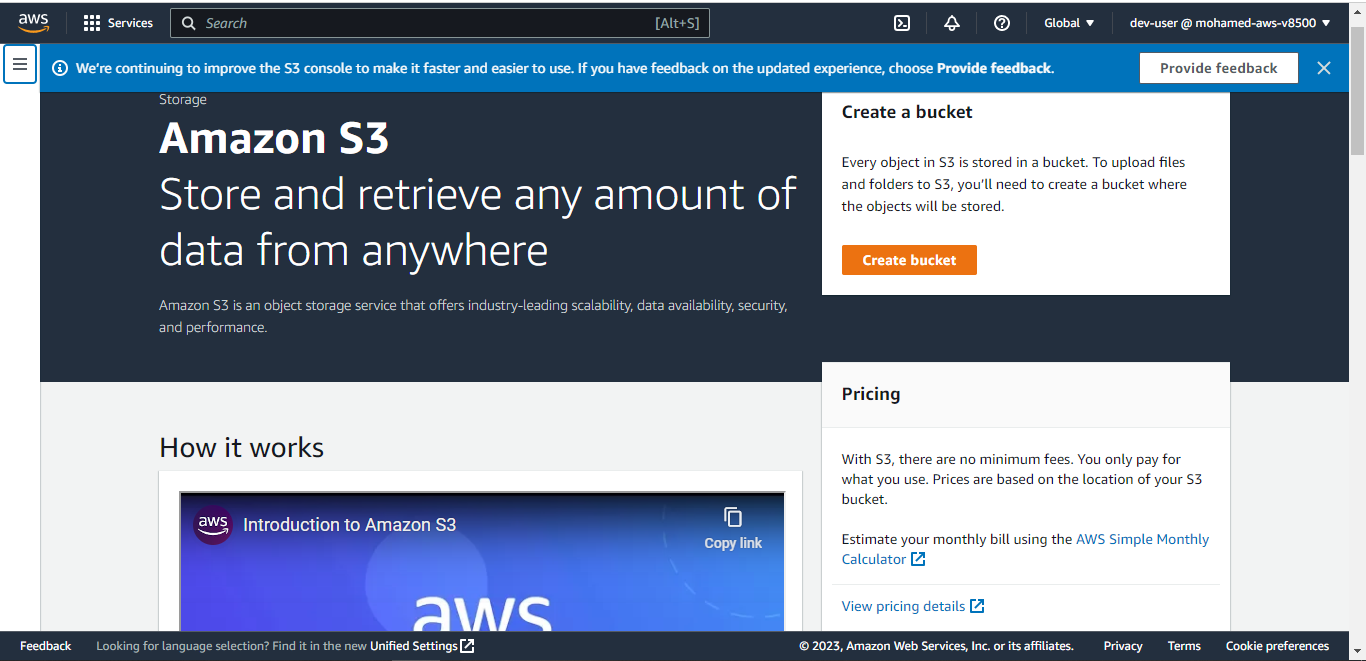 aws
Services
Search
[Alt+S]
Global
dev-user @ mohamed-aws-v8500
We're continuing to improve the S3 console to make it faster and easier to use. If you have feedback on the updated experience, choose Provide feedback.
Provide feedback
Storage
Amazon S3
Store and retrieve any amount of
data from anywhere
Amazon S3 is an object storage service that offers industry-leading scalability, data availability, security,
and performance.
Create a bucket
Every object in S3 is stored in a bucket. To upload files
and folders to S3, you'll need to create a bucket where
the objects will be stored.
Create bucket
How it works
aws
Introduction to Amazon S3
Copy link
aws
Pricing
With S3, there are no minimum fees. You only pay for
what you use. Prices are based on the location of your S3
bucket.
Estimate your monthly bill using the AWS Simple Monthly
Calculator
View pricing details
Feedback
Looking for language selection? Find it in the new Unified Settings
© 2023, Amazon Web Services, Inc. or its affiliates.
Privacy
Terms
Cookie preferences